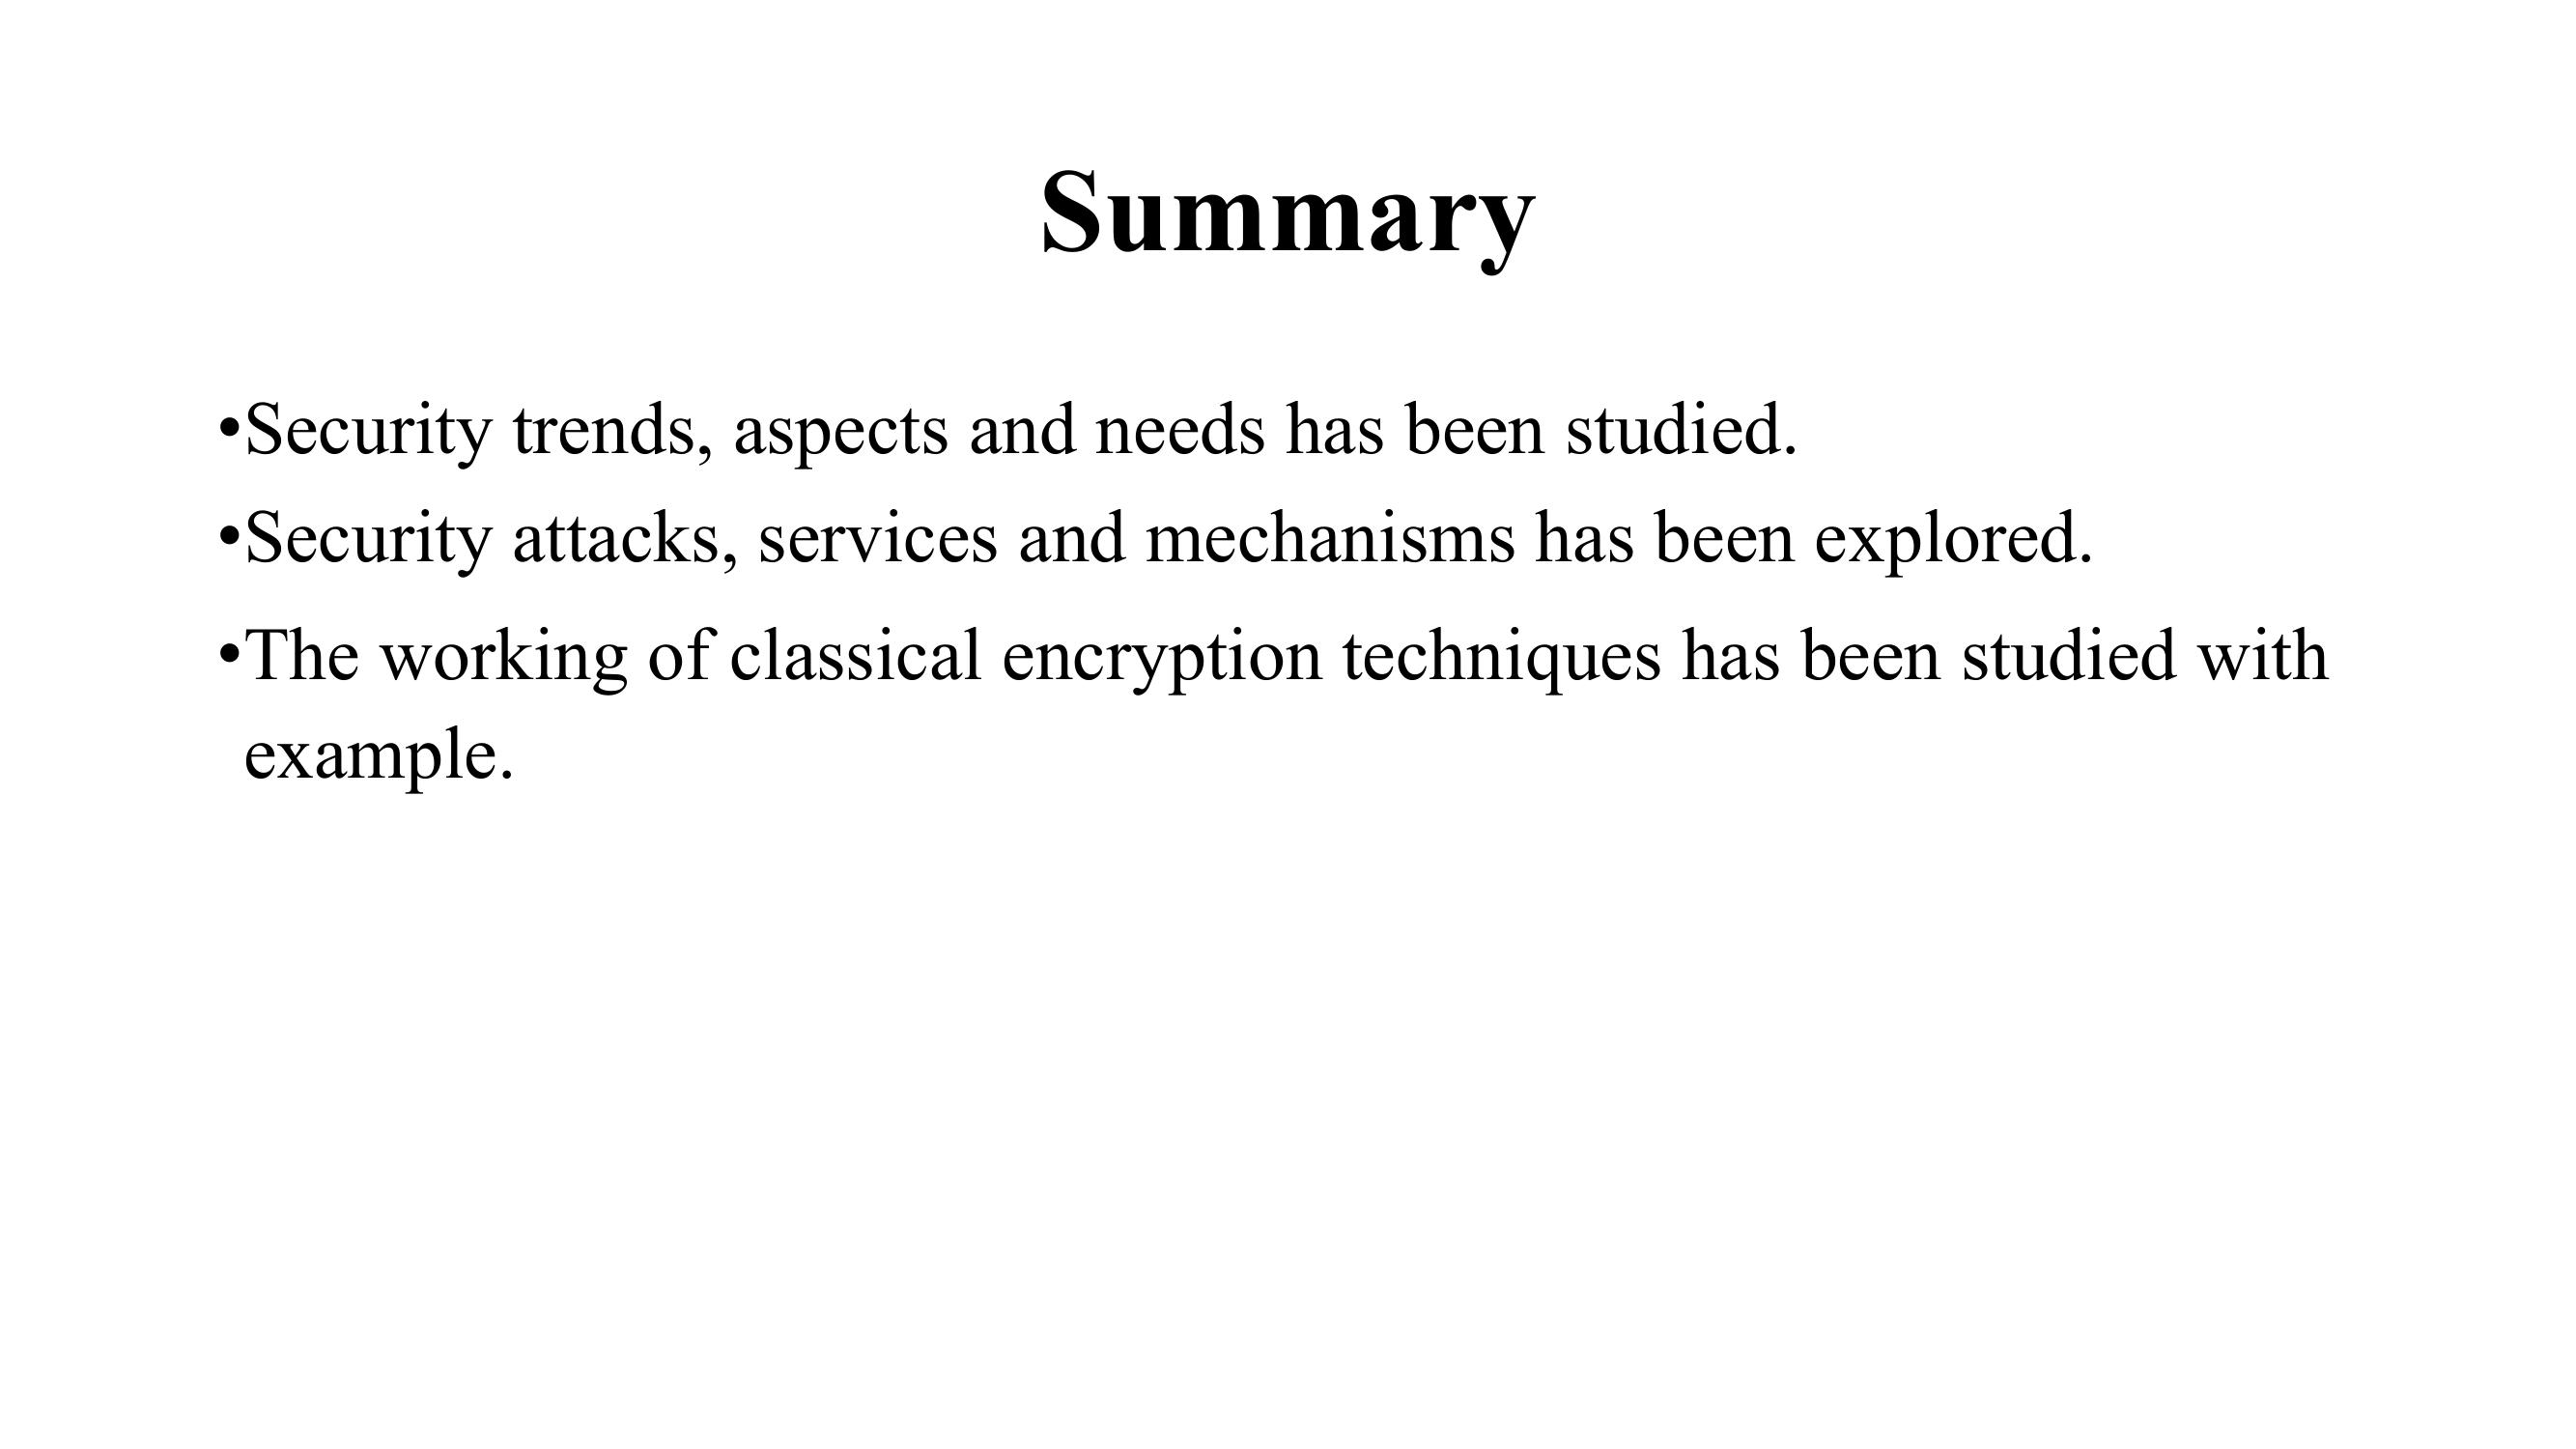 Summary
•Security trends, aspects and needs has been studied.
•Security attacks, services and mechanisms has been explored.
•The working of classical encryption techniques has been studied with
example.